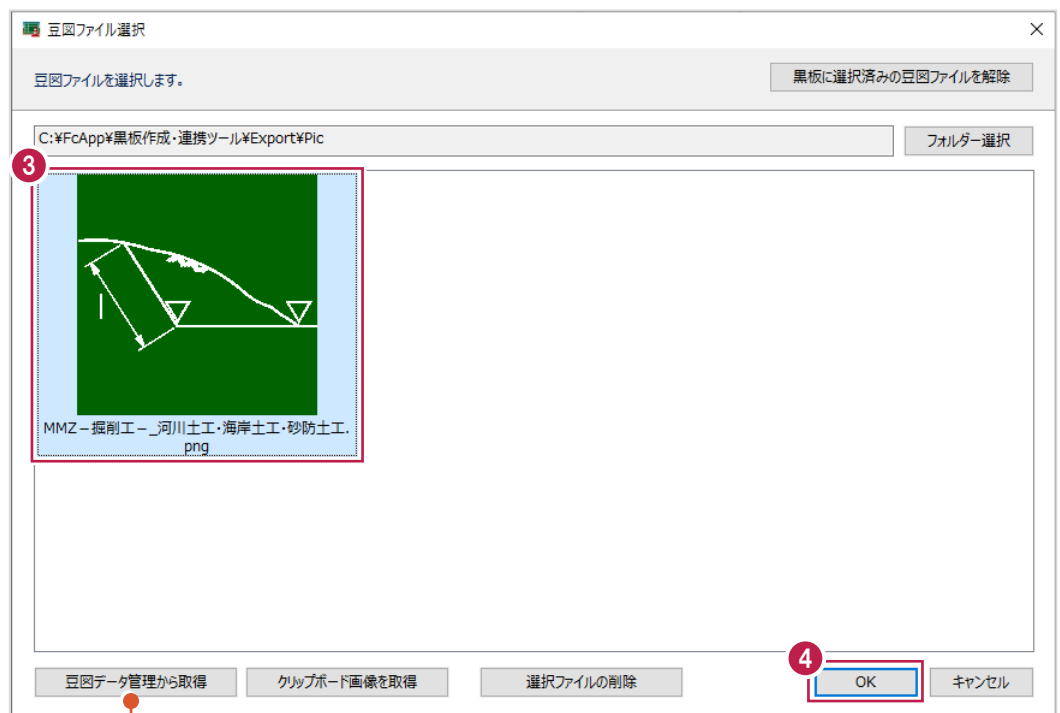 豆図ファイル選択
豆図ファイルを選択します。
黒板に選択済みの豆図ファイルを解除
C:¥FcApp¥黒板作成・連携ツール¥Export¥Pic
フォルダー選択
3
l
MMZ－掘削工－_河川土工・海岸土工・砂防土工.
png
4
豆図データ管理から取得
クリップボード画像を取得
選択ファイルの削除
OK
キャンセル